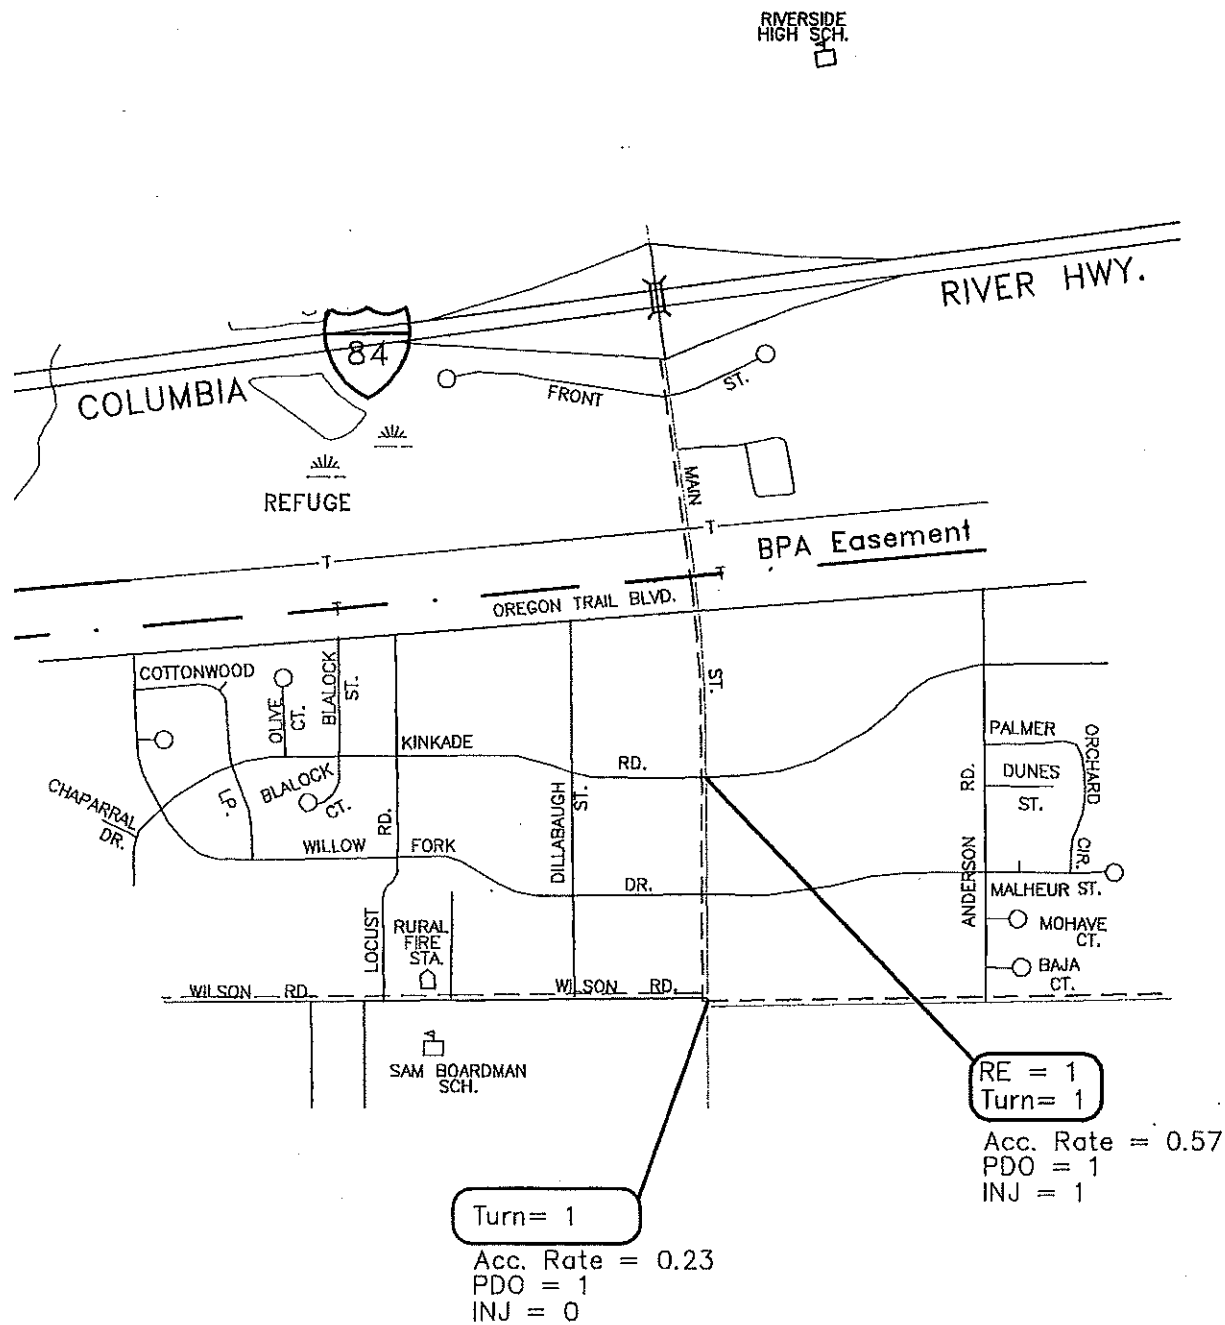 RIVERSIDE
HIGH SCH.
RIVER HWY.
84
COLUMBIA
FRONT
ST.
MAIN
REFUGE
T
BPA Easement
T
T
T
OREGON TRAIL BLVD.
COTTONWOOD
OLIVE
CT.
BLALOCK
ST.
ST.
KINKADE
RD.
PALMER
ORCHARD
CIR.
DUNES
ST.
CHAPARRAL
DR.
LP.
BLALOCK
CT.
RD.
DILLABAUGH
ST.
RD.
WILLOW
FORK
DR.
MALHEUR ST.
ANDERSON
LOCUST
RURAL
FIRE
STA.
MOHAVE
CT.
BAJA
CT.
WILSON
RD.
WILSON
RD.
SAM BOARDMAN
SCH.
RE = 1
Turn= 1
Acc. Rate = 0.57
PDO = 1
INJ = 1
Turn= 1
Acc. Rate = 0.23
PDO = 1
INJ = 0